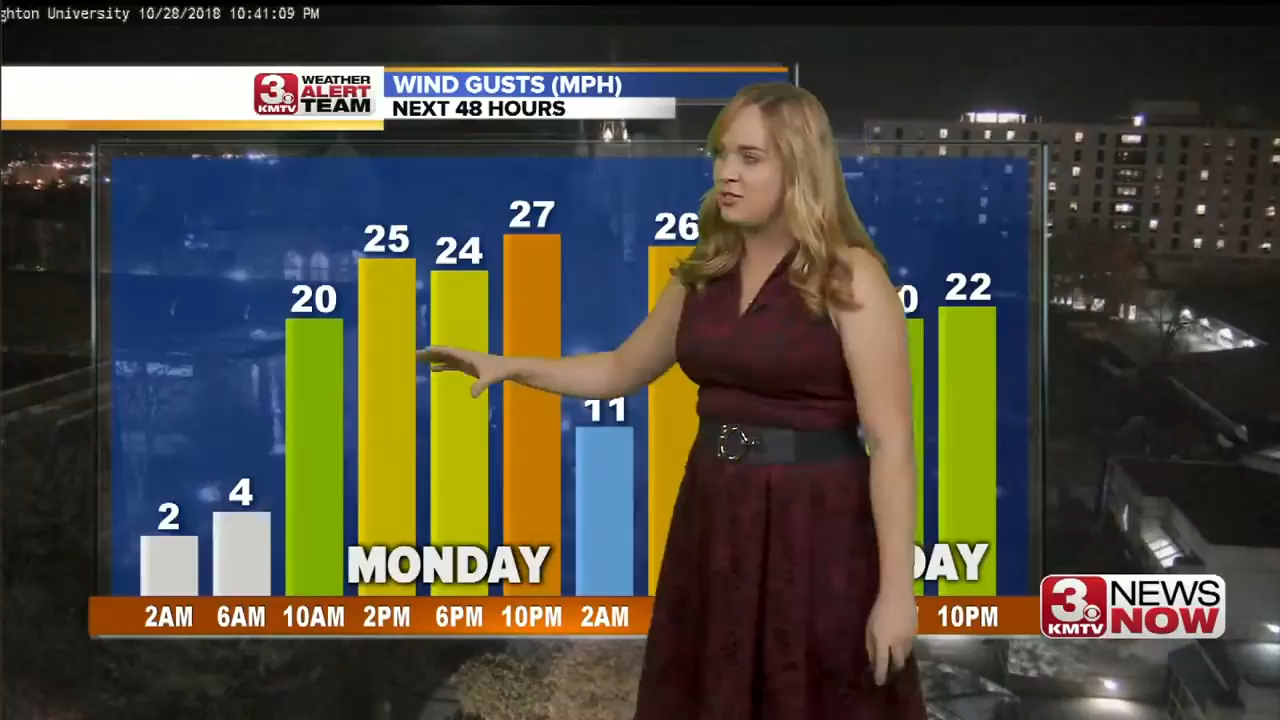 ghton University 10/28/2018 10:41:09 PM
3 KMTV WEATHER ALERT TEAM
WIND GUSTS (MPH)
NEXT 48 HOURS
2 4 20 25 24 27 11 26 0 22
MONDAY DAY
2AM 6AM 10AM 2PM 6PM 10PM 2AM 10PM
3 KMTV NEWS NOW